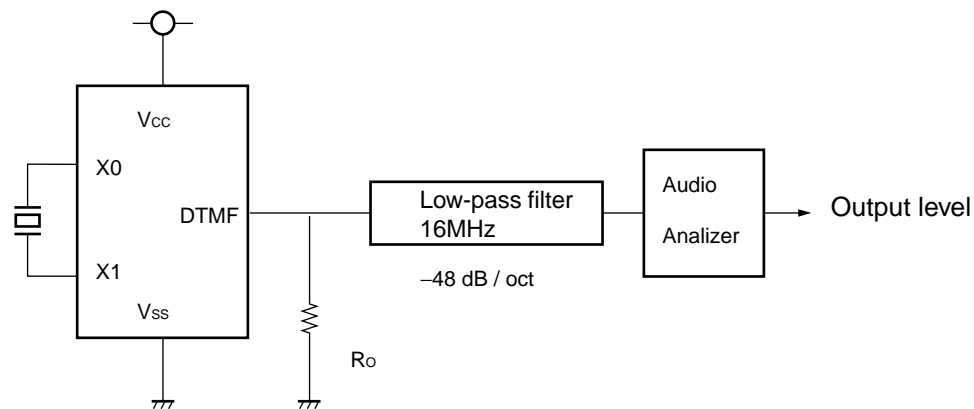 VCC
X0
DTMF
X1
VSS
RO
Low-pass filter
16MHz
–48 dB / oct
Audio
Analizer
Output level